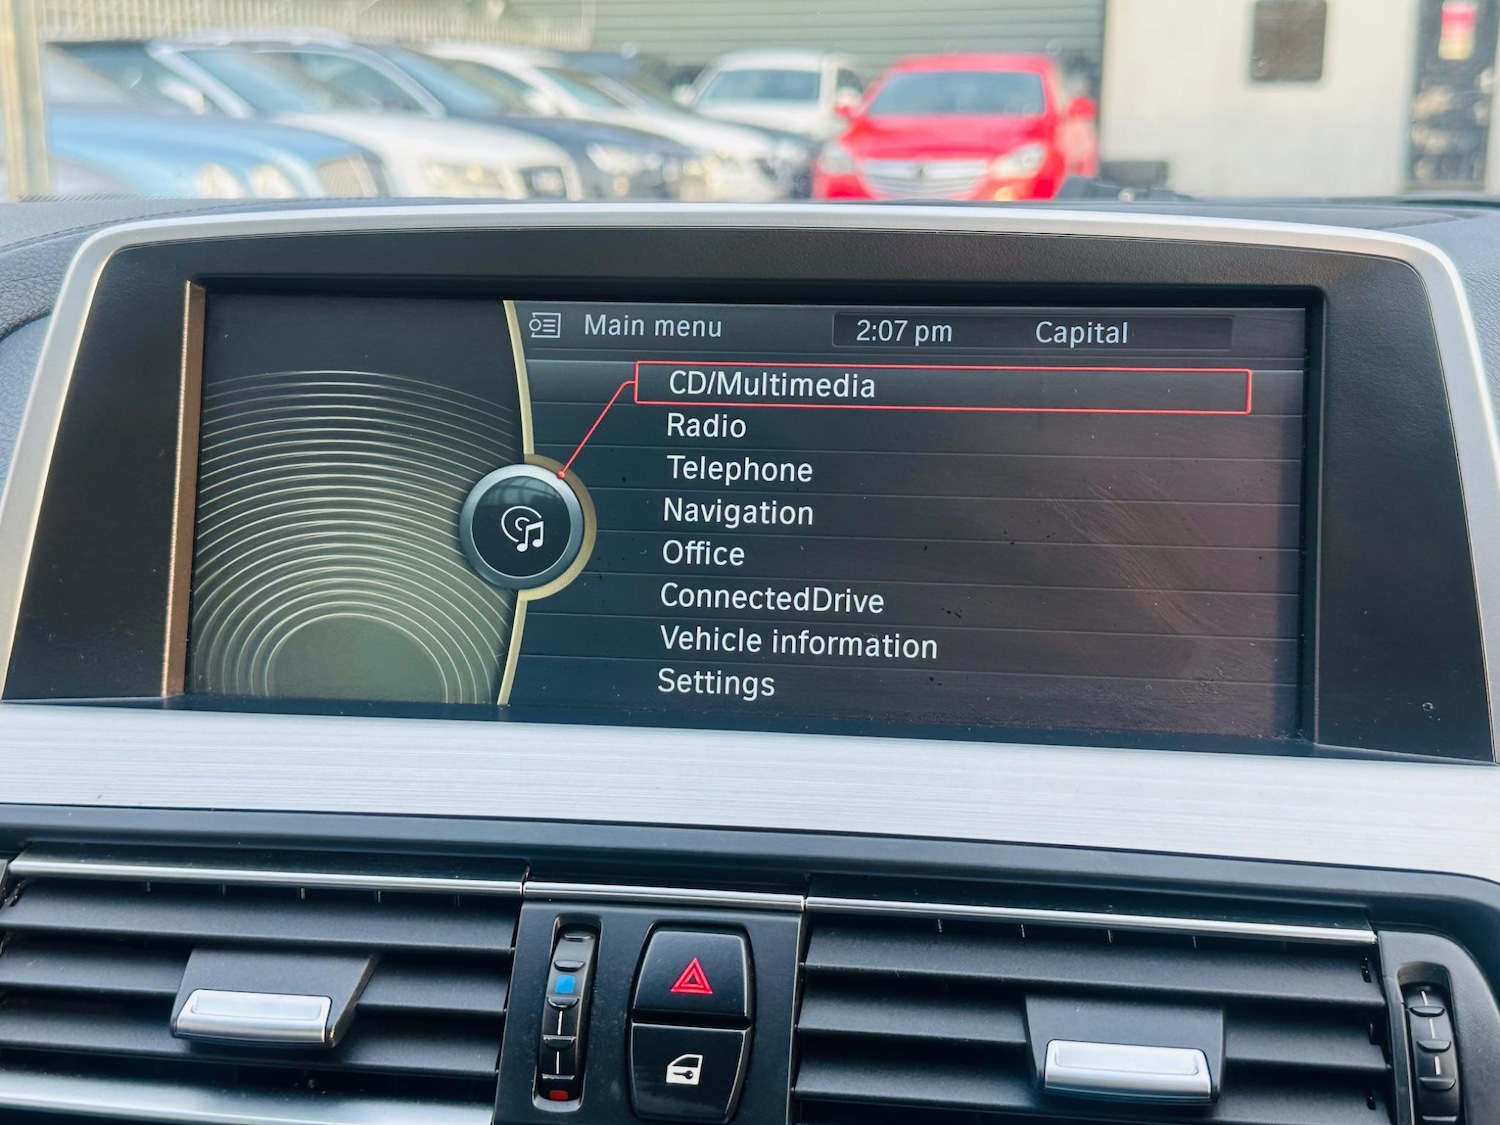 Main menu 2:07 pm Capital
CD/Multimedia
Radio
Telephone
Navigation
Office
ConnectedDrive
Vehicle information
Settings